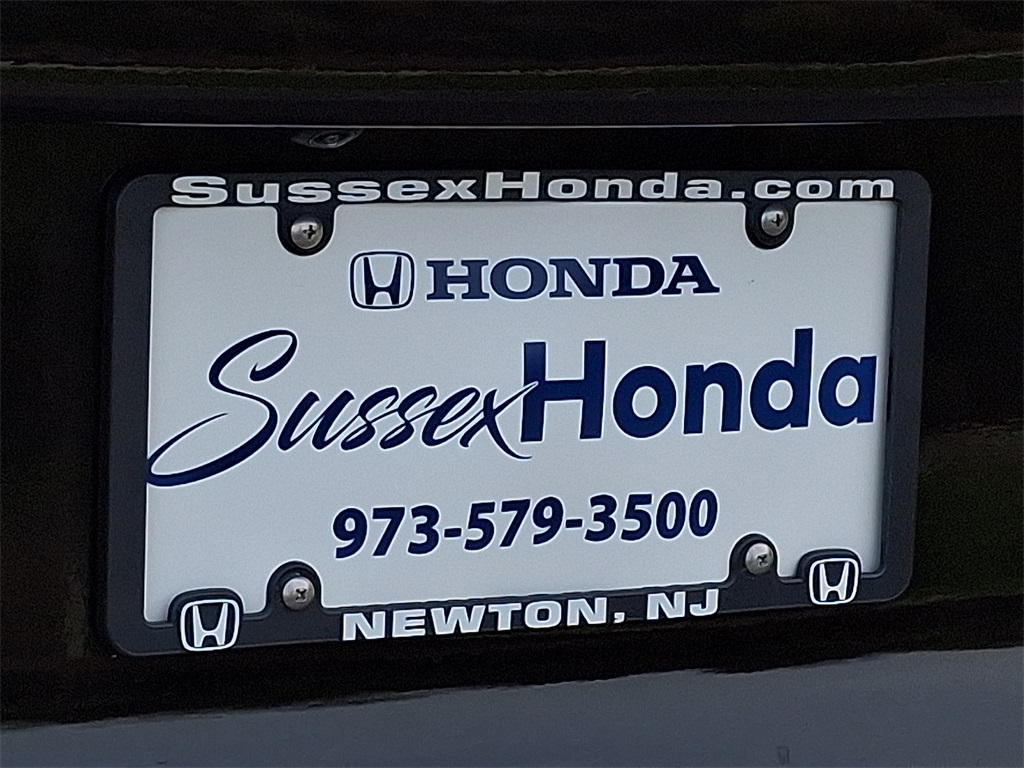 SussexHonda.com
HONDA
SussexHonda
973-579-3500
NEWTON, NJ